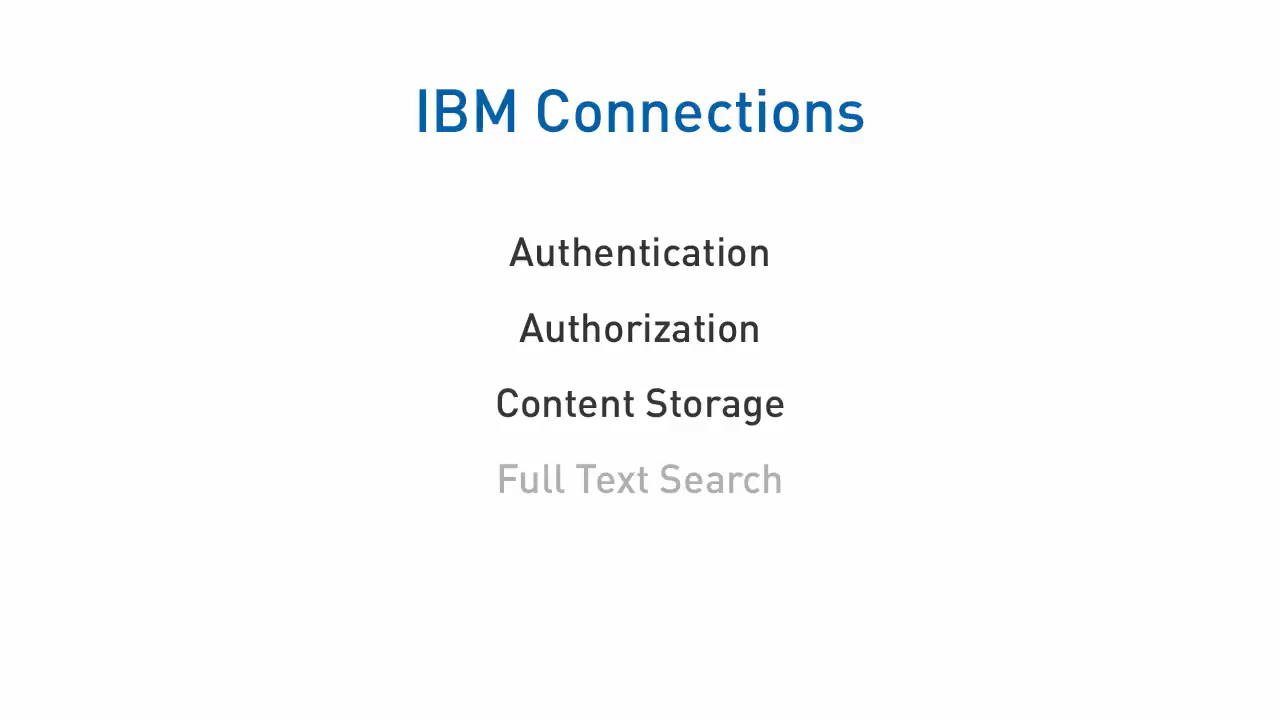 IBM Connections
Authentication
Authorization
Content Storage
Full Text Search